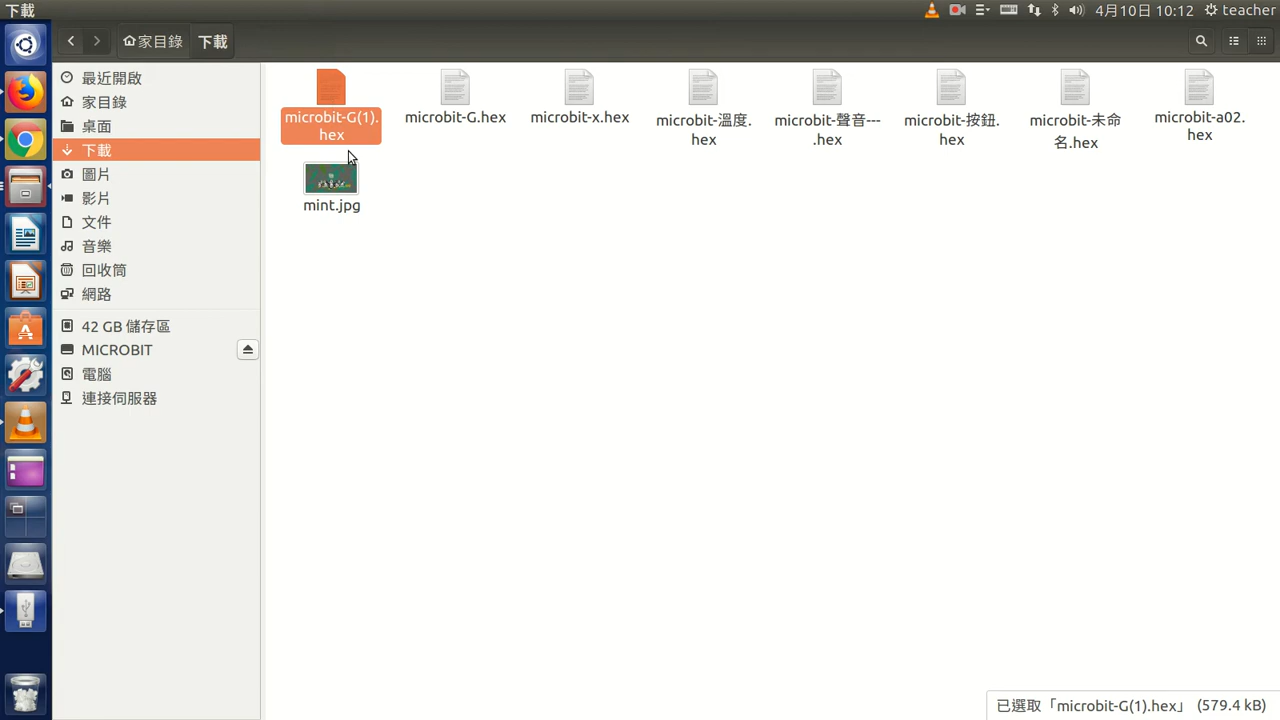 下載
4月10日 10:12
teacher
家目錄
下載
最近開啟
家目錄
桌面
下載
圖片
影片
文件
音樂
回收筒
網路
42 GB 儲存區
MICROBIT
電腦
連接伺服器
microbit-G(1).
hex
microbit-G.hex
microbit-x.hex
microbit-溫度.
hex
microbit-聲音---
.hex
microbit-按鈕.
hex
microbit-未命
名.hex
microbit-a02.
hex
mint.jpg
已選取「microbit-G(1).hex」 (579.4 kB)